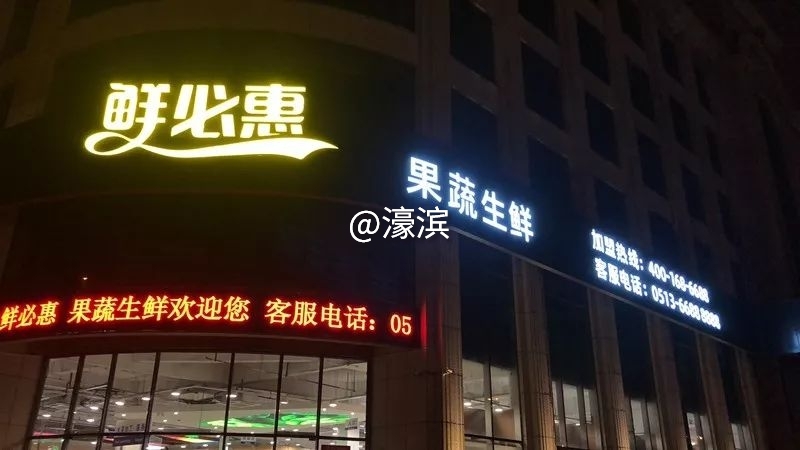 鲜必惠
果蔬生鲜
@濠滨
加盟热线：400-168-6688
客服电话：0513-66888888
鲜必惠 果蔬生鲜欢迎您 客服电话：05